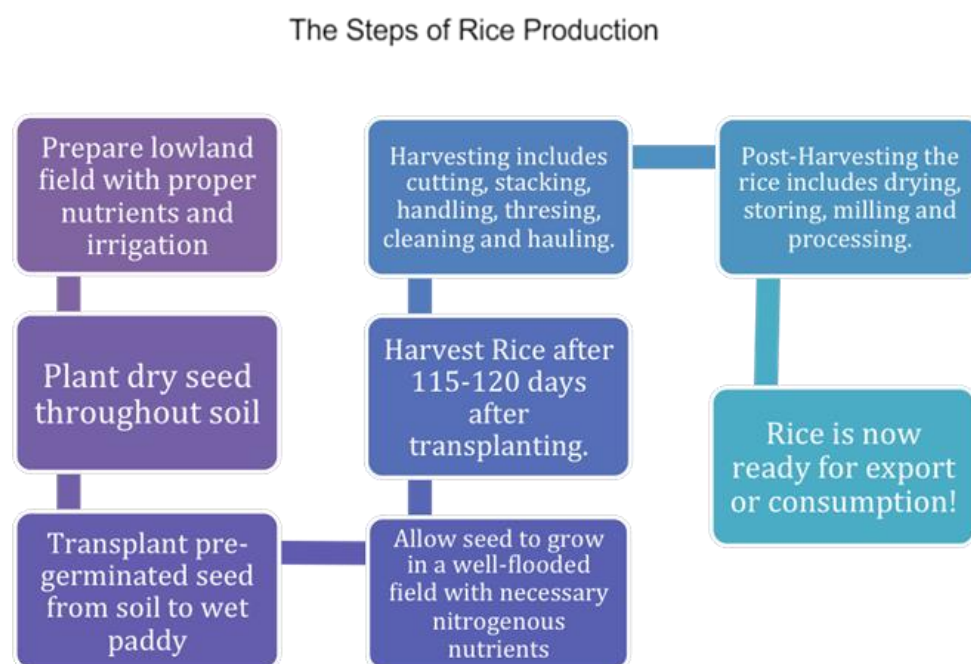 The Steps of Rice Production
Prepare lowland
field with proper
nutrients and
irrigation
Plant dry seed
throughout soil
Transplant pre-
germinated seed
from soil to wet
paddy
Allow seed to grow
in a well-flooded
field with necessary
nitrogenous
nutrients
Harvest Rice after
115-120 days
after
transplanting.
Harvesting includes
cutting, stacking,
handling, thresing,
cleaning and hauling.
Post-Harvesting the
rice includes drying,
storing, milling and
processing.
Rice is now
ready for export
or consumption!